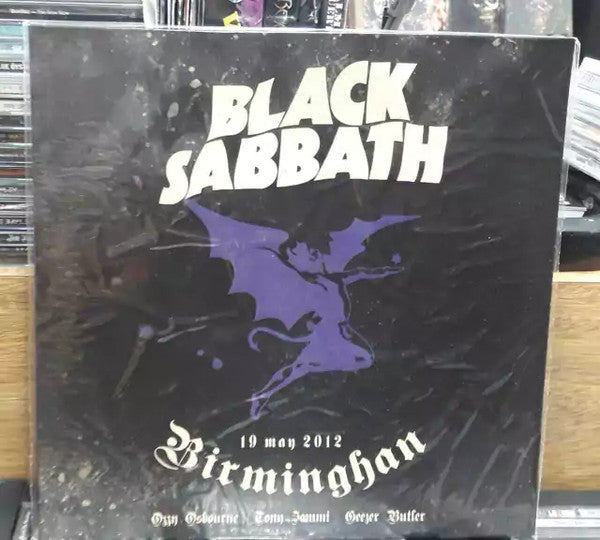 BLACK
SABBATH
19 may 2012
Birminghan
Ozzy Osbourne Tony Iommi Geezer Butler